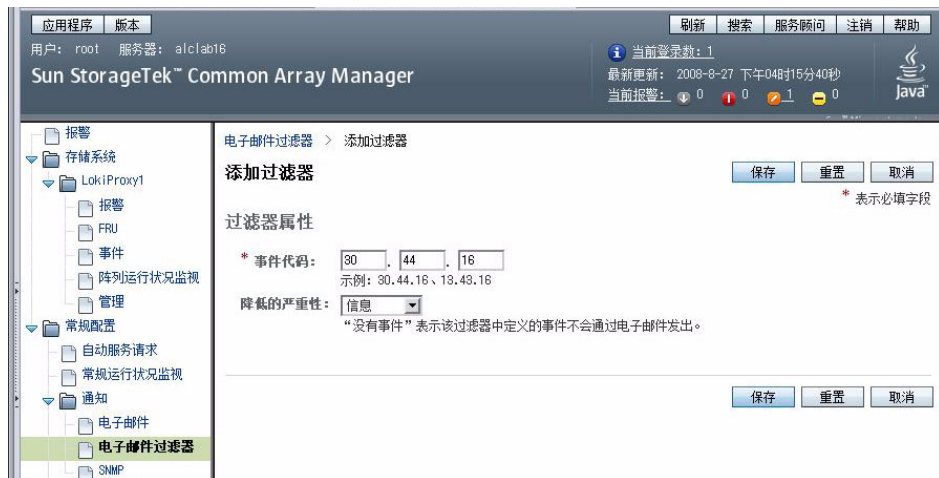 应用程序 版本
刷新 搜索 服务顾问 注销 帮助
用户: root 服务器: alclab16
当前登录数: 1
Sun StorageTek™ Common Array Manager
最新更新: 2008-8-27 下午04时15分40秒
当前报警: 0 0 1 0
Java™
报警
存储系统
LokiProxy1
报警
FRU
事件
阵列运行状况监视
管理
常规配置
自动服务请求
常规运行状况监视
通知
电子邮件
电子邮件过滤器
SNMP
电子邮件过滤器 > 添加过滤器
添加过滤器
保存 重置 取消
* 表示必填字段
过滤器属性
* 事件代码: 30 . 44 . 16
示例: 30.44.16、13.43.16
降低的严重性: 信息
“没有事件”表示该过滤器中定义的事件不会通过电子邮件发出。
保存 重置 取消